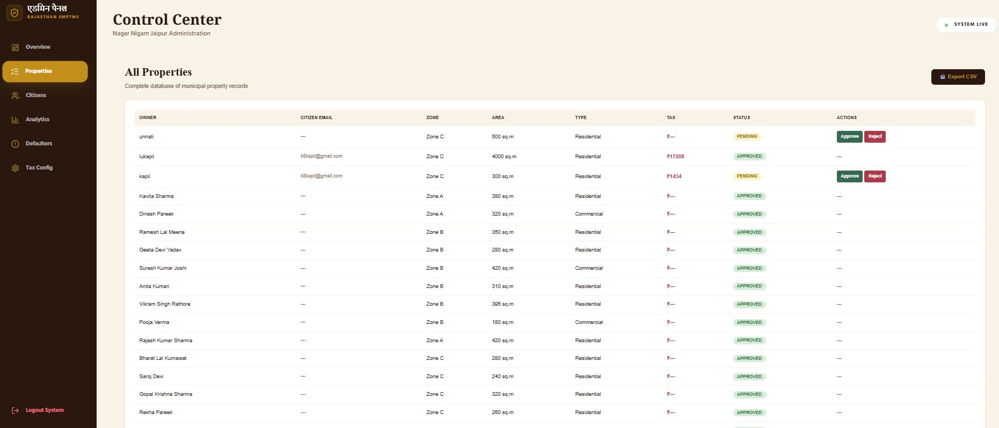 एडमिन पैनल
RAJASTHAN SMPTMS
Overview
Properties
Citizens
Analytics
Defaulters
Tax Config
Logout System
Control Center
Nagar Nigam Jaipur Administration
SYSTEM LIVE
All Properties
Complete database of municipal property records
Export CSV
OWNER CITIZEN EMAIL ZONE AREA TYPE TAX STATUS ACTIONS
unnati — Zone C 500 sq.m Residential ₹— PENDING Approve Reject
lukapil k8kapil@gmail.com Zone C 4000 sq.m Residential ₹17208 APPROVED —
kapil k8kapil@gmail.com Zone C 300 sq.m Residential ₹1434 PENDING Approve Reject
Kavita Sharma — Zone A 380 sq.m Residential ₹— APPROVED —
Dinesh Pareek — Zone A 320 sq.m Commercial ₹— APPROVED —
Ramesh Lal Meena — Zone B 350 sq.m Residential ₹— APPROVED —
Geeta Devi Yadav — Zone B 280 sq.m Residential ₹— APPROVED —
Suresh Kumar Joshi — Zone B 420 sq.m Commercial ₹— APPROVED —
Anita Kumari — Zone B 310 sq.m Residential ₹— APPROVED —
Vikram Singh Rathore — Zone B 395 sq.m Residential ₹— APPROVED —
Pooja Verma — Zone B 180 sq.m Commercial ₹— APPROVED —
Rajesh Kumar Sharma — Zone A 420 sq.m Residential ₹— APPROVED —
Bharat Lal Kumawat — Zone C 280 sq.m Residential ₹— APPROVED —
Saroj Devi — Zone C 240 sq.m Residential ₹— APPROVED —
Gopal Krishna Sharma — Zone C 320 sq.m Residential ₹— APPROVED —
Rekha Pareek — Zone C 260 sq.m Residential ₹— APPROVED —